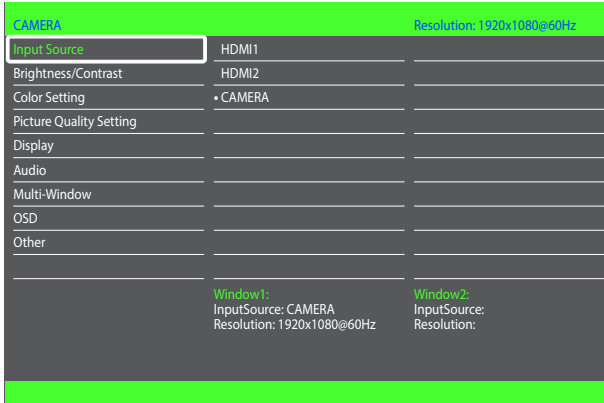 CAMERA Resolution: 1920x1080@60Hz
Input Source HDMI1
Brightness/Contrast HDMI2
Color Setting • CAMERA
Picture Quality Setting
Display
Audio
Multi-Window
OSD
Other
Window1: Window2:
InputSource: CAMERA InputSource:
Resolution: 1920x1080@60Hz Resolution: